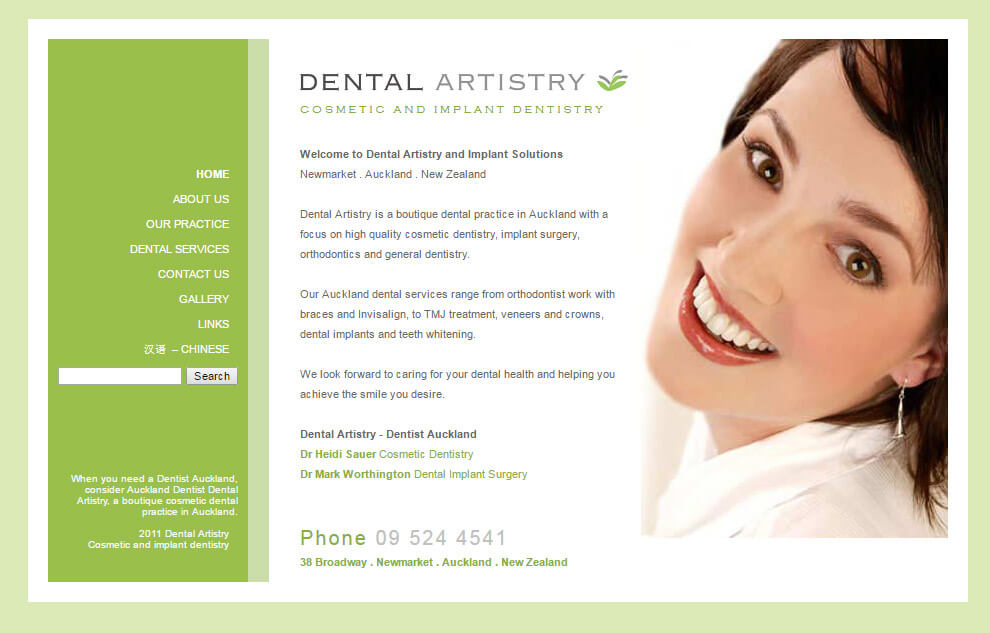 HOME
ABOUT US
OUR PRACTICE
DENTAL SERVICES
CONTACT US
GALLERY
LINKS
汉语 – CHINESE
Search
When you need a Dentist Auckland,
consider Auckland Dentist Dental
Artistry, a boutique cosmetic dental
practice in Auckland.
2011 Dental Artistry
Cosmetic and implant dentistry
DENTAL ARTISTRY
COSMETIC AND IMPLANT DENTISTRY
Welcome to Dental Artistry and Implant Solutions
Newmarket . Auckland . New Zealand
Dental Artistry is a boutique dental practice in Auckland with a
focus on high quality cosmetic dentistry, implant surgery,
orthodontics and general dentistry.
Our Auckland dental services range from orthodontist work with
braces and Invisalign, to TMJ treatment, veneers and crowns,
dental implants and teeth whitening.
We look forward to caring for your dental health and helping you
achieve the smile you desire.
Dental Artistry - Dentist Auckland
Dr Heidi Sauer Cosmetic Dentistry
Dr Mark Worthington Dental Implant Surgery
Phone 09 524 4541
38 Broadway . Newmarket . Auckland . New Zealand